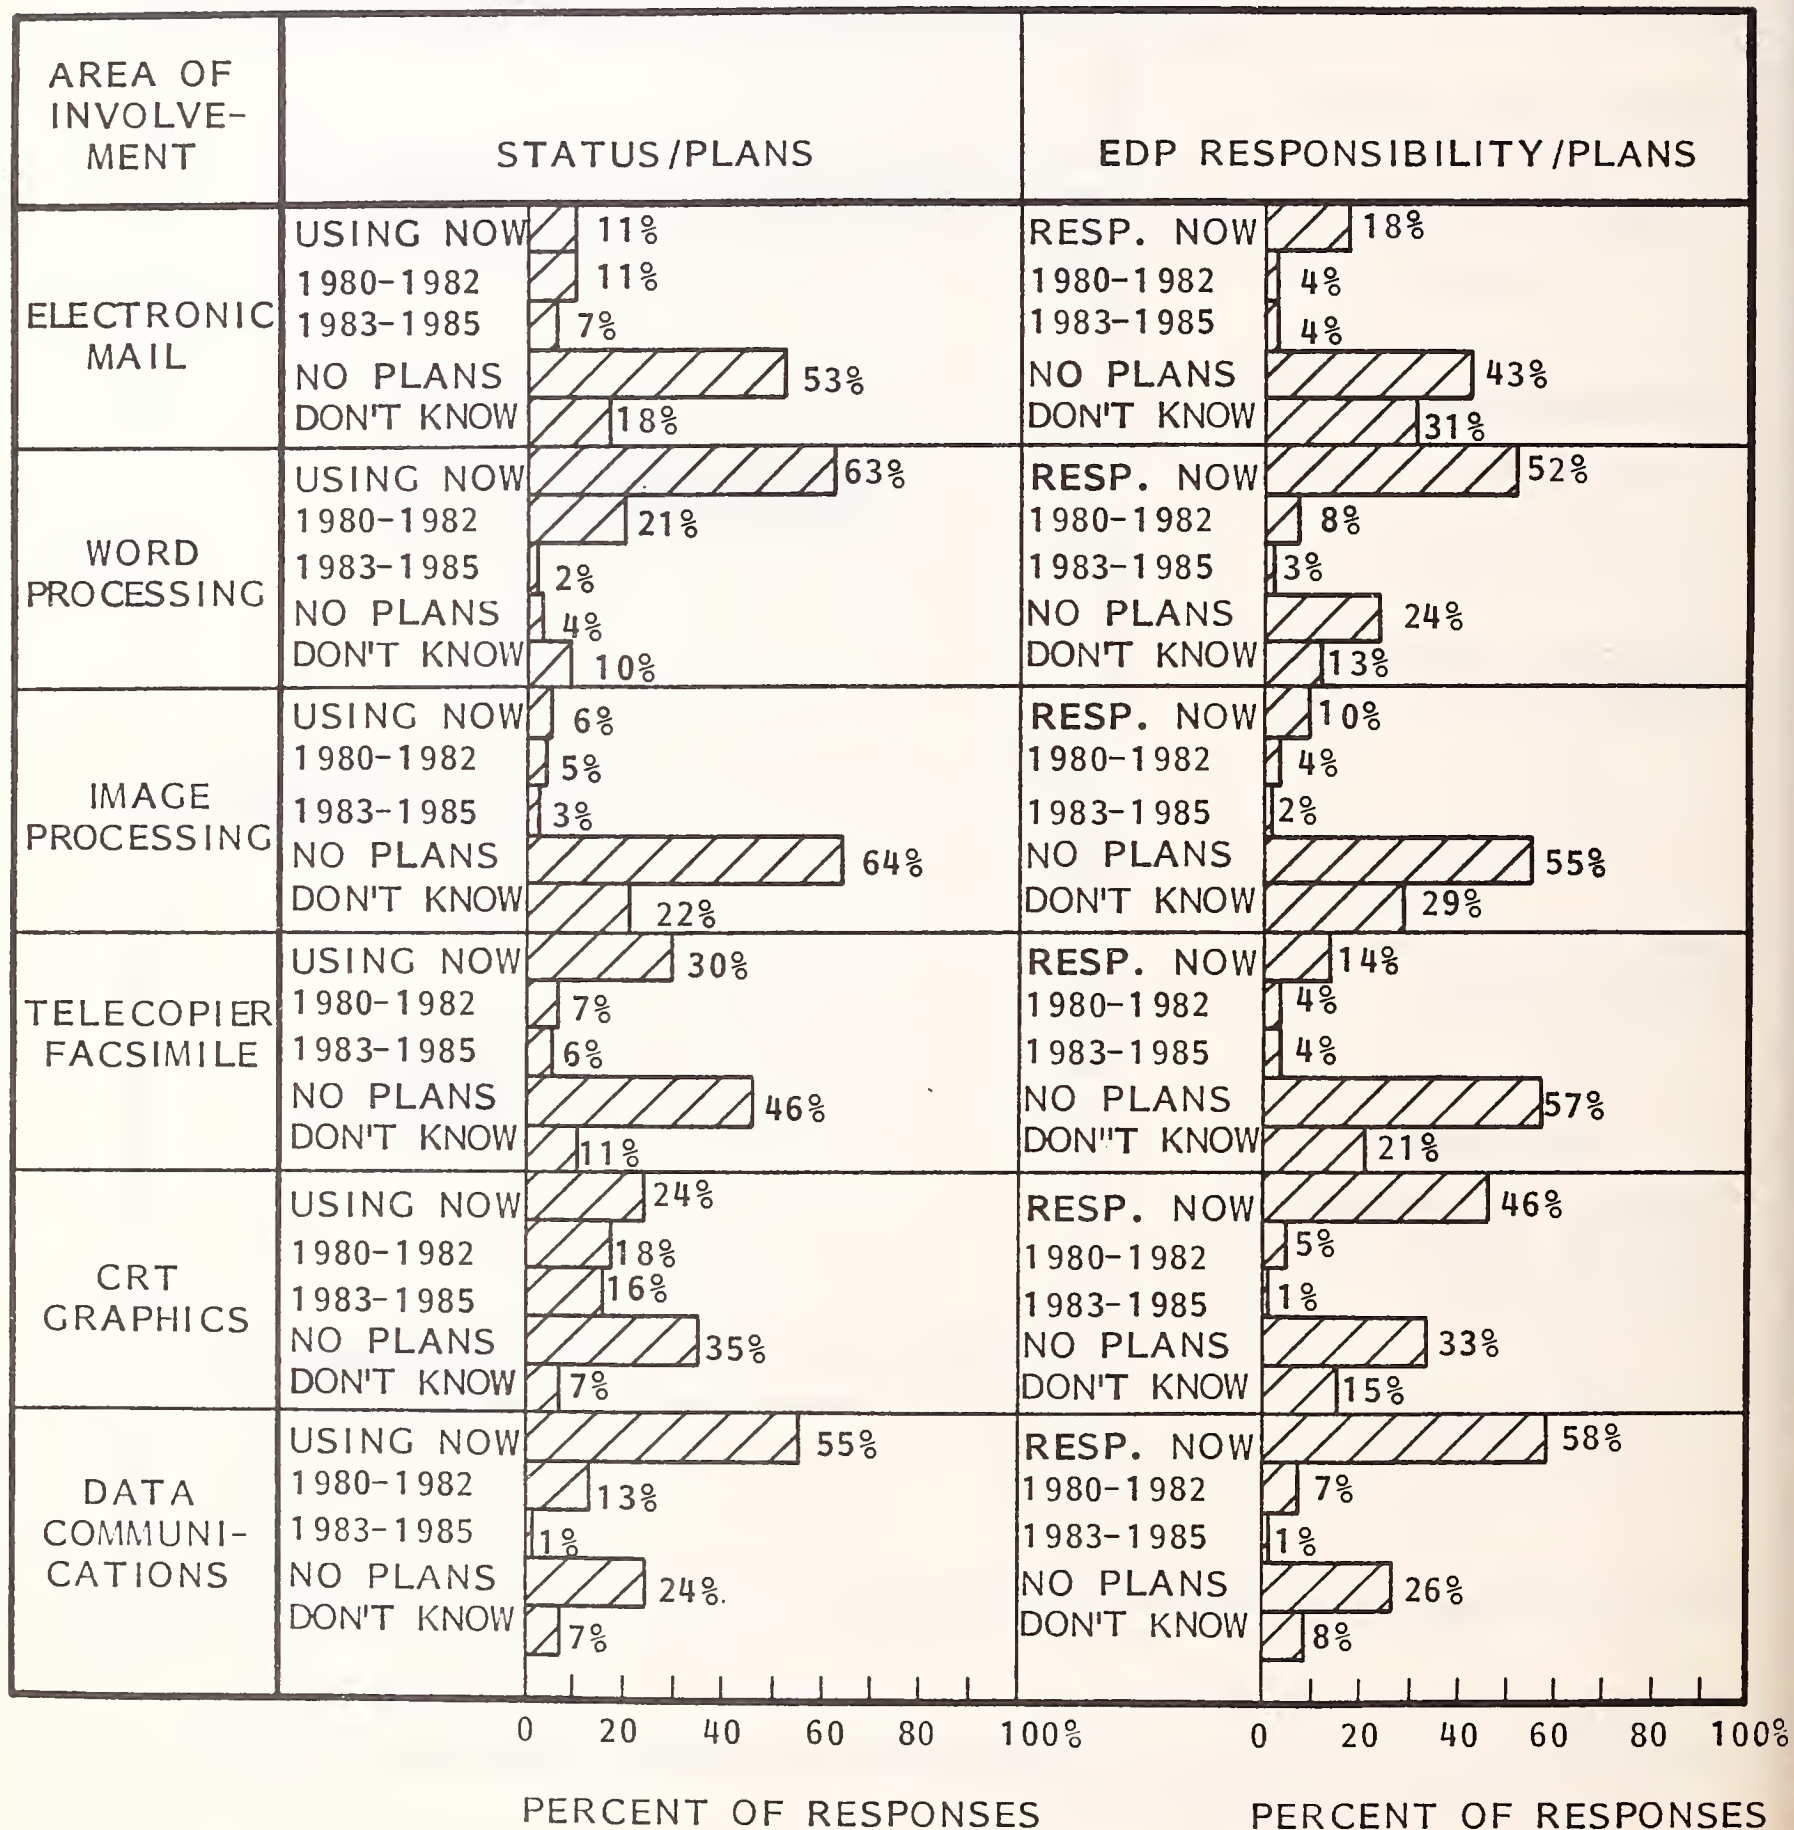 AREA OF
INVOLVE-
MENT
STATUS/PLANS
EDP RESPONSIBILITY/PLANS
ELECTRONIC
MAIL
USING NOW 11%
1980-1982 11%
1983-1985 7%
NO PLANS 53%
DON'T KNOW 18%
RESP. NOW 18%
1980-1982 4%
1983-1985 4%
NO PLANS 43%
DON'T KNOW 31%
WORD
PROCESSING
USING NOW 63%
1980-1982 21%
1983-1985 2%
NO PLANS 4%
DON'T KNOW 10%
RESP. NOW 52%
1980-1982 8%
1983-1985 3%
NO PLANS 24%
DON'T KNOW 13%
IMAGE
PROCESSING
USING NOW 6%
1980-1982 5%
1983-1985 3%
NO PLANS 64%
DON'T KNOW 22%
RESP. NOW 10%
1980-1982 4%
1983-1985 2%
NO PLANS 55%
DON'T KNOW 29%
TELECOPIER
FACSIMILE
USING NOW 30%
1980-1982 7%
1983-1985 6%
NO PLANS 46%
DON'T KNOW 11%
RESP. NOW 14%
1980-1982 4%
1983-1985 4%
NO PLANS 57%
DON"T KNOW 21%
CRT
GRAPHICS
USING NOW 24%
1980-1982 18%
1983-1985 16%
NO PLANS 35%
DON'T KNOW 7%
RESP. NOW 46%
1980-1982 5%
1983-1985 1%
NO PLANS 33%
DON'T KNOW 15%
DATA
COMMUNI-
CATIONS
USING NOW 55%
1980-1982 13%
1983-1985 1%
NO PLANS 24%.
DON'T KNOW 7%
RESP. NOW 58%
1980-1982 7%
1983-1985 1%
NO PLANS 26%
DON'T KNOW 8%
0 20 40 60 80 100%
0 20 40 60 80 100%
PERCENT OF RESPONSES
PERCENT OF RESPONSES